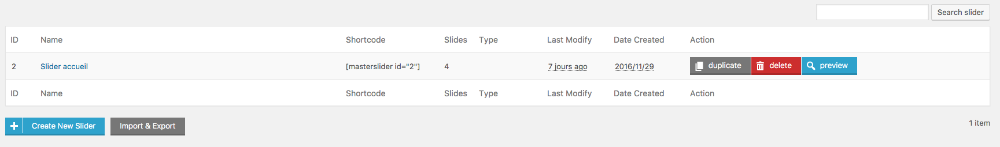 Search slider
ID Name Shortcode Slides Type Last Modify Date Created Action
2 Slider accueil [masterslider id="2"] 4 7 jours ago 2016/11/29 duplicate delete preview
ID Name Shortcode Slides Type Last Modify Date Created Action
Create New Slider Import & Export 1 item